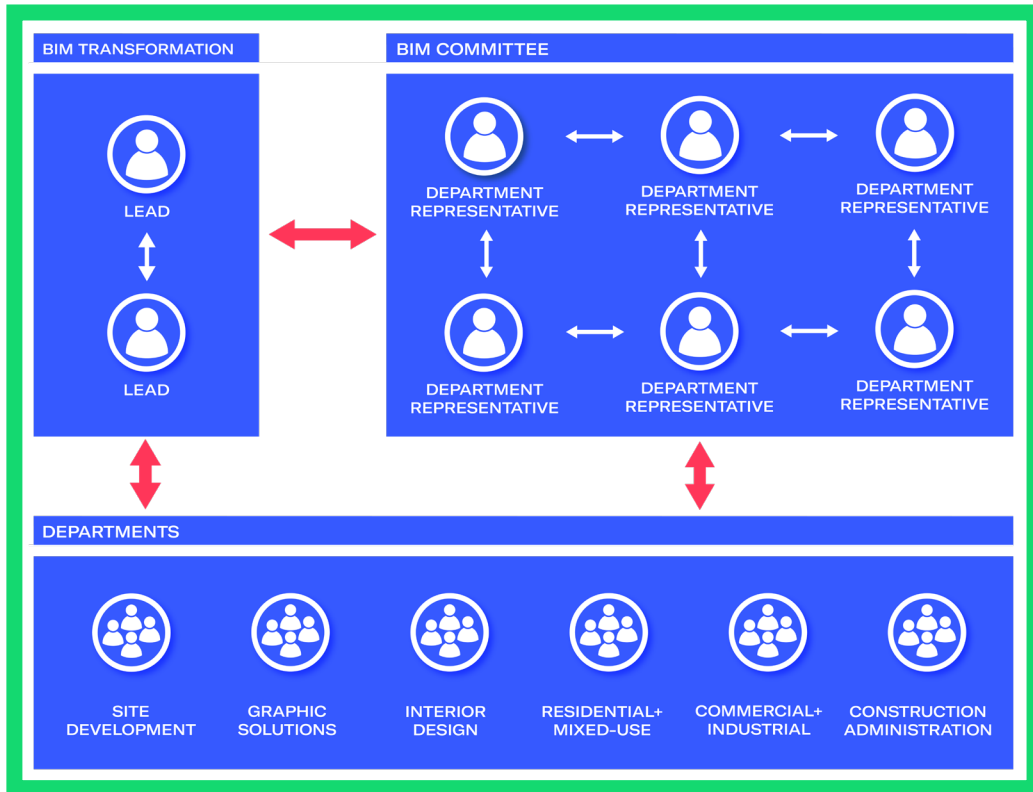 BIM TRANSFORMATION
BIM COMMITTEE
LEAD
LEAD
DEPARTMENT
REPRESENTATIVE
DEPARTMENT
REPRESENTATIVE
DEPARTMENT
REPRESENTATIVE
DEPARTMENT
REPRESENTATIVE
DEPARTMENT
REPRESENTATIVE
DEPARTMENT
REPRESENTATIVE
DEPARTMENTS
SITE
DEVELOPMENT
GRAPHIC
SOLUTIONS
INTERIOR
DESIGN
RESIDENTIAL+
MIXED-USE
COMMERCIAL+
INDUSTRIAL
CONSTRUCTION
ADMINISTRATION